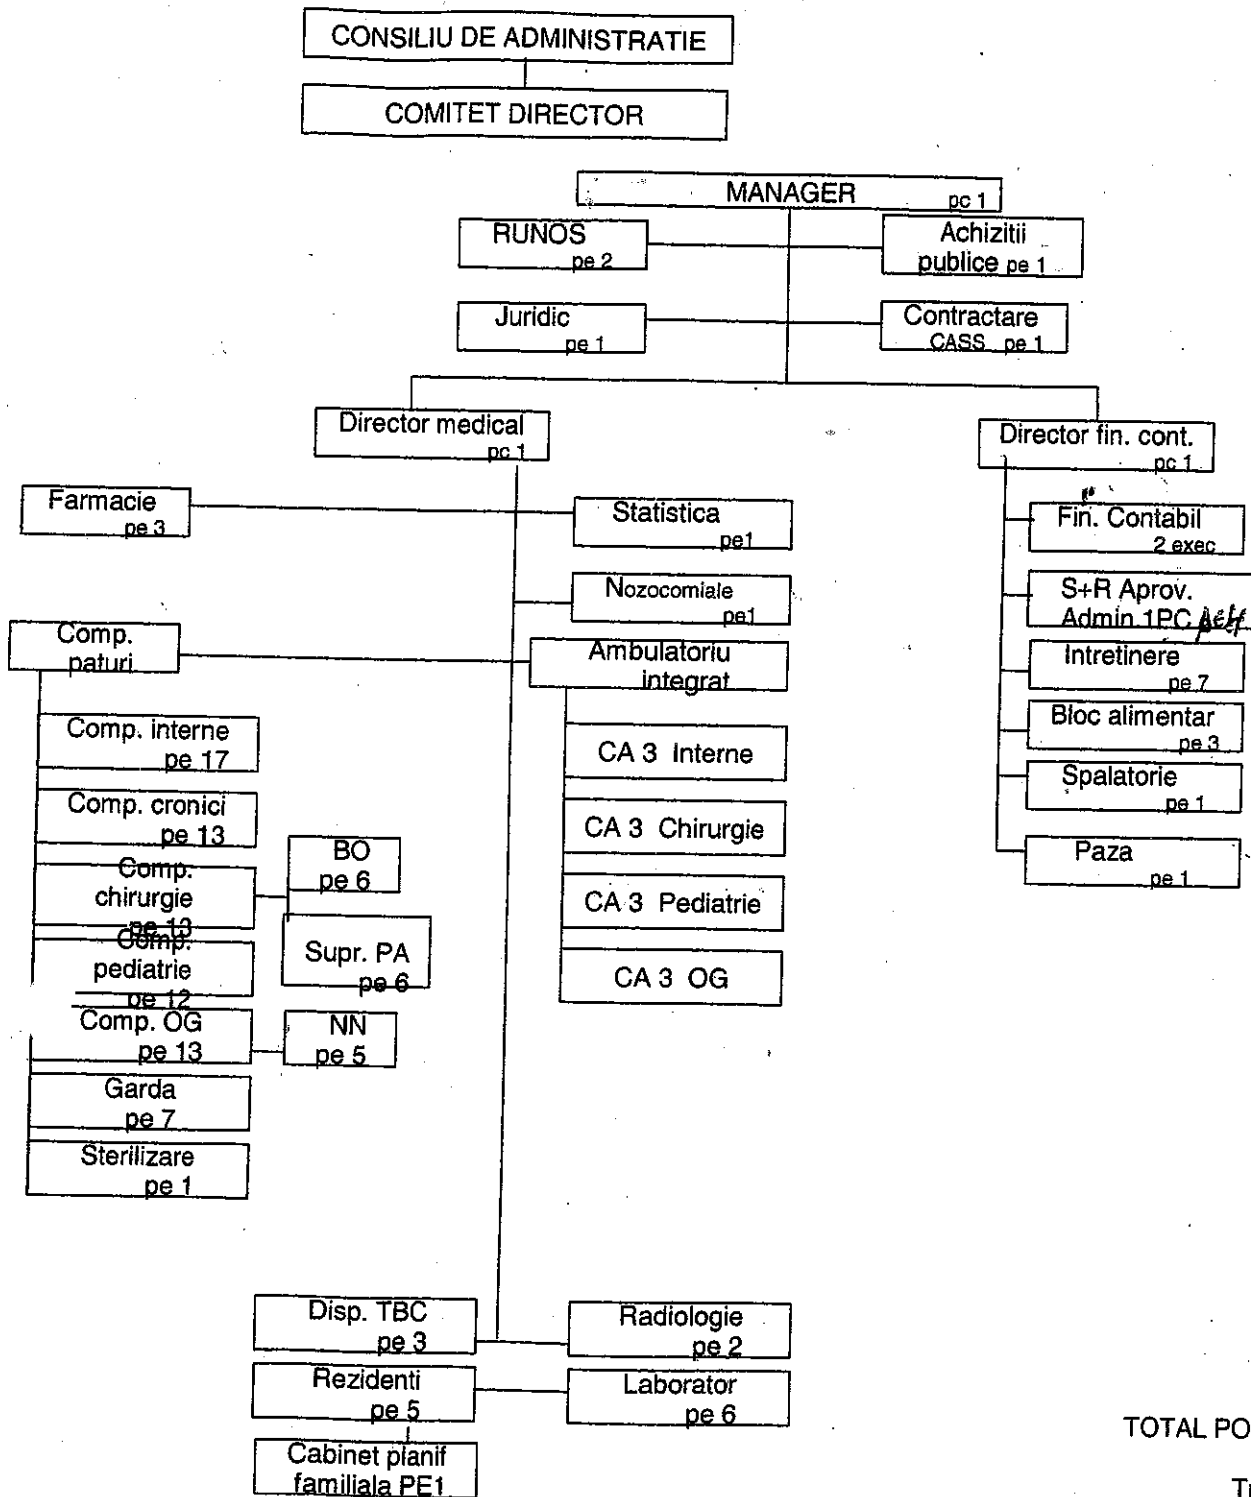 CONSILIU DE ADMINISTRATIE
COMITET DIRECTOR
MANAGER pc 1
RUNOS
pe 2
Achizitii
publice pe 1
Juridic
pe 1
Contractare
CASS pe 1
Director medical
pc 1
Director fin. cont.
pc 1
Farmacie
pe 3
Statistica
pe1
Fin. Contabil
2 exec
Nozocomiale
pe1
S+R Aprov.
Admin.1PC
Comp.
paturi
Ambulatoriu
integrat
Intretinere
pe 7
Comp. interne
pe 17
CA 3 Interne
Bloc alimentar
pe 3
Comp. cronici
pe 13
CA 3 Chirurgie
Spalatorie
pe 1
Comp.
chirurgie
pe 13
BO
pe 6
Supr. PA
pe 6
CA 3 Pediatrie
Paza
pe 1
Comp.
pediatrie
pe 12
CA 3 OG
Comp. OG
pe 13
NN
pe 5
Garda
pe 7
Sterilizare
pe 1
Disp. TBC
pe 3
Radiologie
pe 2
Rezidenti
pe 5
Laborator
pe 6
Cabinet planif
familiala PE1
TOTAL PO